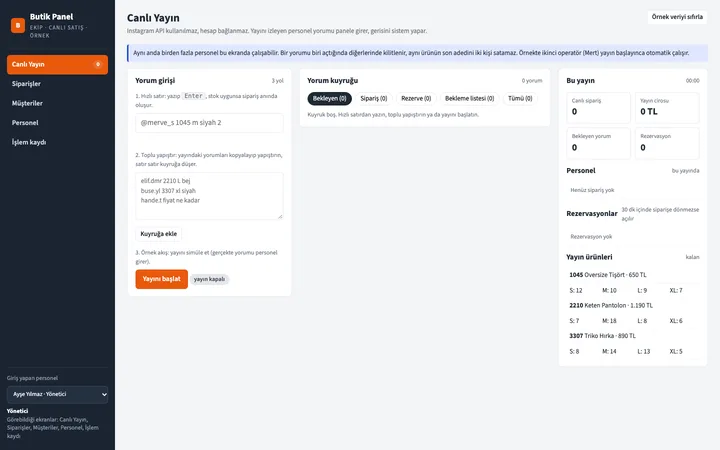 B
Butik Panel
EKİP · CANLI SATIŞ ·
ÖRNEK
Canlı Yayın
0
Siparişler
Müşteriler
Personel
İşlem kaydı
Giriş yapan personel
Ayşe Yılmaz · Yönetici
Yönetici
Görebildiği ekranlar: Canlı Yayın,
Siparişler, Müşteriler, Personel, İşlem
kaydı
Canlı Yayın
Instagram API kullanılmaz, hesap bağlanmaz. Yayını izleyen personel yorumu panele girer, gerisini sistem yapar.
Örnek veriyi sıfırla
Aynı anda birden fazla personel bu ekranda çalışabilir. Bir yorumu biri açtığında diğerlerinde kilitlenir, aynı ürünün son adedini iki kişi satamaz. Örnekte ikinci operatör (Mert) yayın başlayınca otomatik çalışır.
Yorum girişi
3 yol
1. Hızlı satır: yazıp Enter, stok uygunsa sipariş anında
oluşur.
@merve_s 1045 m siyah 2
2. Toplu yapıştır: yayındaki yorumları kopyalayıp yapıştırın,
satır satır kuyruğa düşer.
elif.dmr 2210 L bej
buse.yl 3307 xl siyah
hande.t fiyat ne kadar
Kuyruğa ekle
3. Örnek akış: yayını simüle et (gerçekte yorumu personel
girer).
Yayını başlat
yayın kapalı
Yorum kuyruğu
0 yorum
Bekleyen (0)
Sipariş (0)
Rezerve (0)
Bekleme listesi (0)
Tümü (0)
Kuyruk boş. Hızlı satırdan yazın, toplu yapıştırın ya da yayını başlatın.
Bu yayın
00:00
Canlı sipariş
0
Yayın cirosu
0 TL
Bekleyen yorum
0
Rezervasyon
0
Personel
bu yayında
Henüz sipariş yok
Rezervasyonlar
30 dk içinde siparişe dönmezse
açılır
Rezervasyon yok
Yayın ürünleri
kalan
1045 Oversize Tişört · 650 TL
S: 12 M: 10 L: 9 XL: 7
2210 Keten Pantolon · 1.190 TL
S: 7 M: 18 L: 8 XL: 6
3307 Triko Hırka · 890 TL
S: 8 M: 14 L: 13 XL: 5